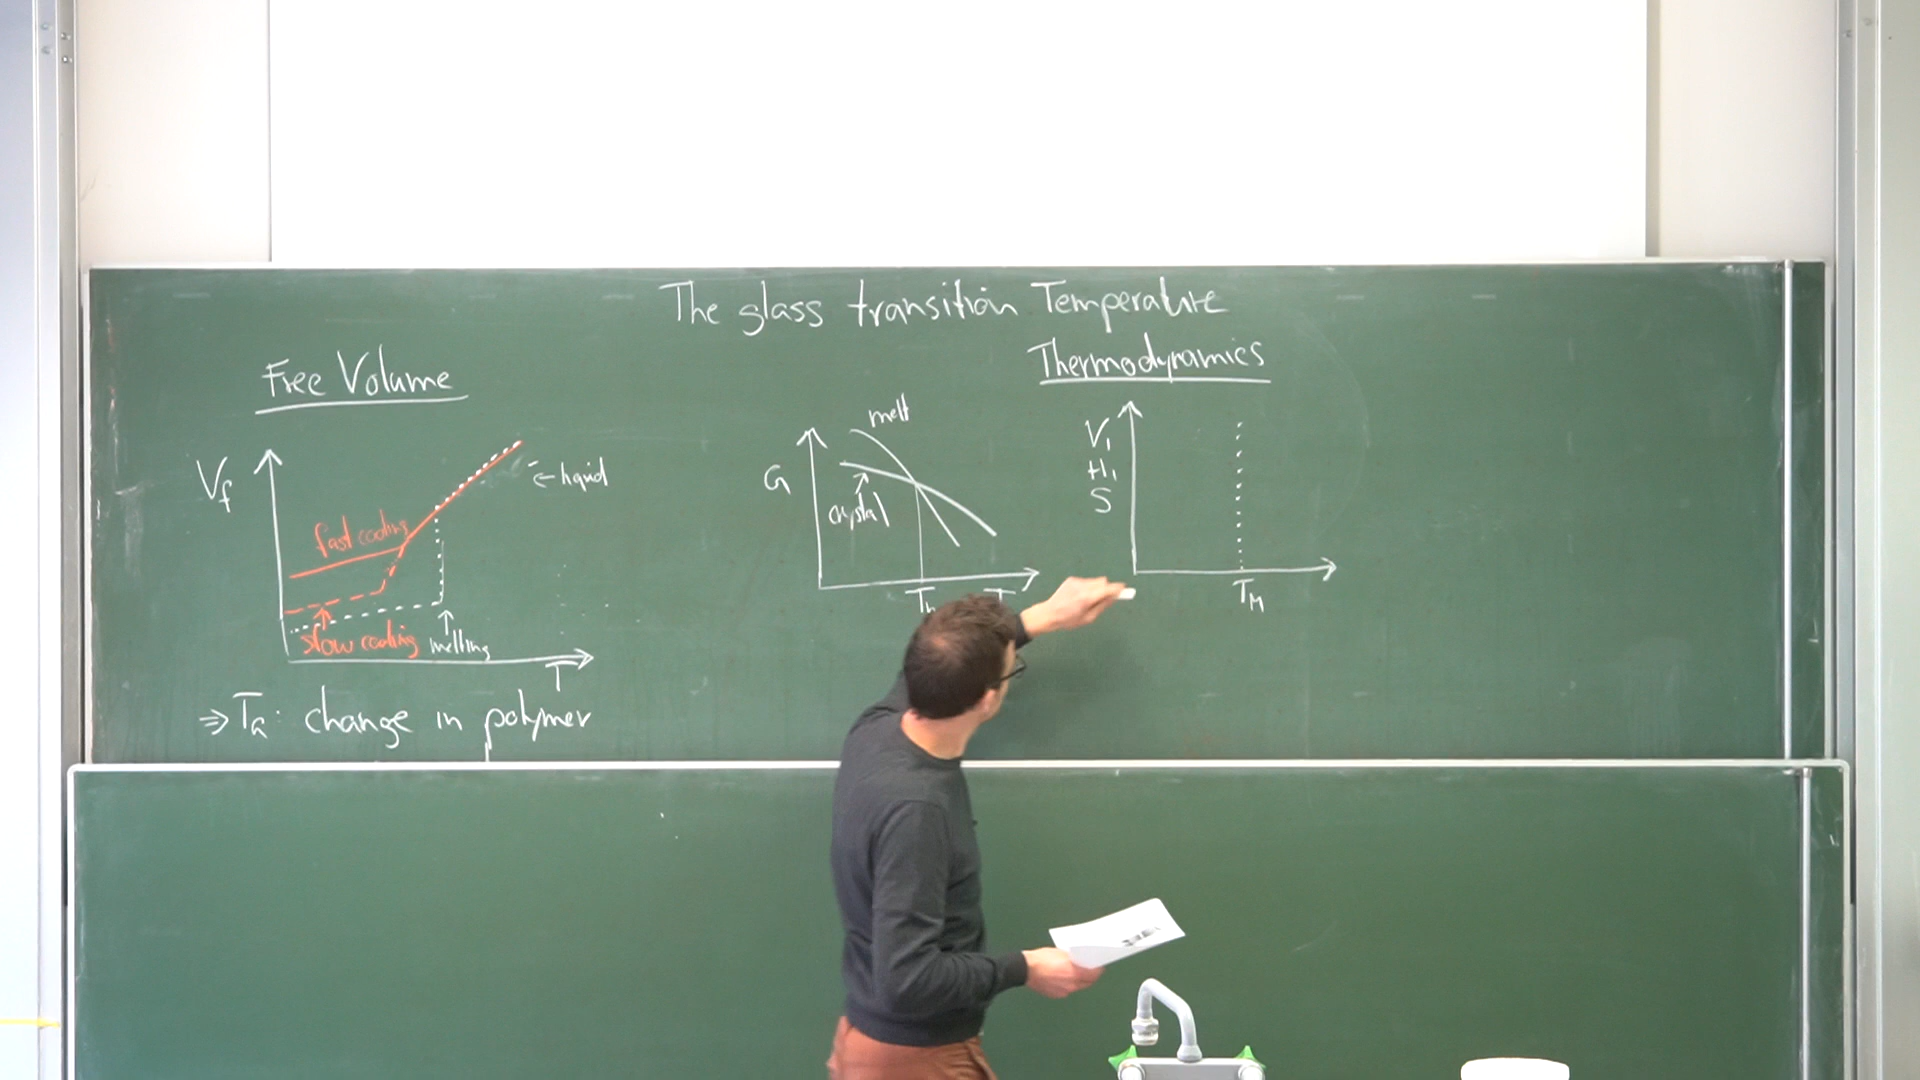 The glass transition Temperature
Free Volume
Vf
← liquid
fast cooling
slow cooling
melting
T
⇒ TG: change in polymer
Thermodynamics
melt
G
crystal
T
V,
H,
S
TM